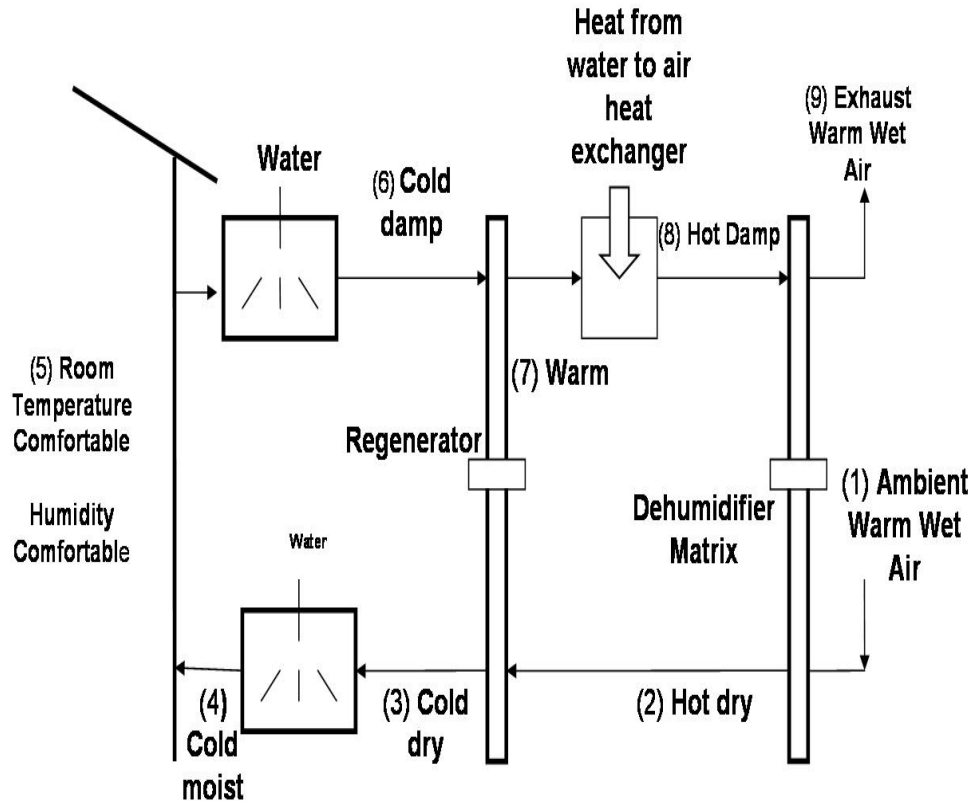 Heat from
water to air
heat
exchanger
(9) Exhaust
Warm Wet
Air
Water
(6) Cold
damp
(8) Hot Damp
(7) Warm
(5) Room
Temperature
Comfortable
Humidity
Comfortable
Regenerator
Dehumidifier
Matrix
(1) Ambient
Warm Wet
Air
Water
(4)
Cold
moist
(3) Cold
dry
(2) Hot dry